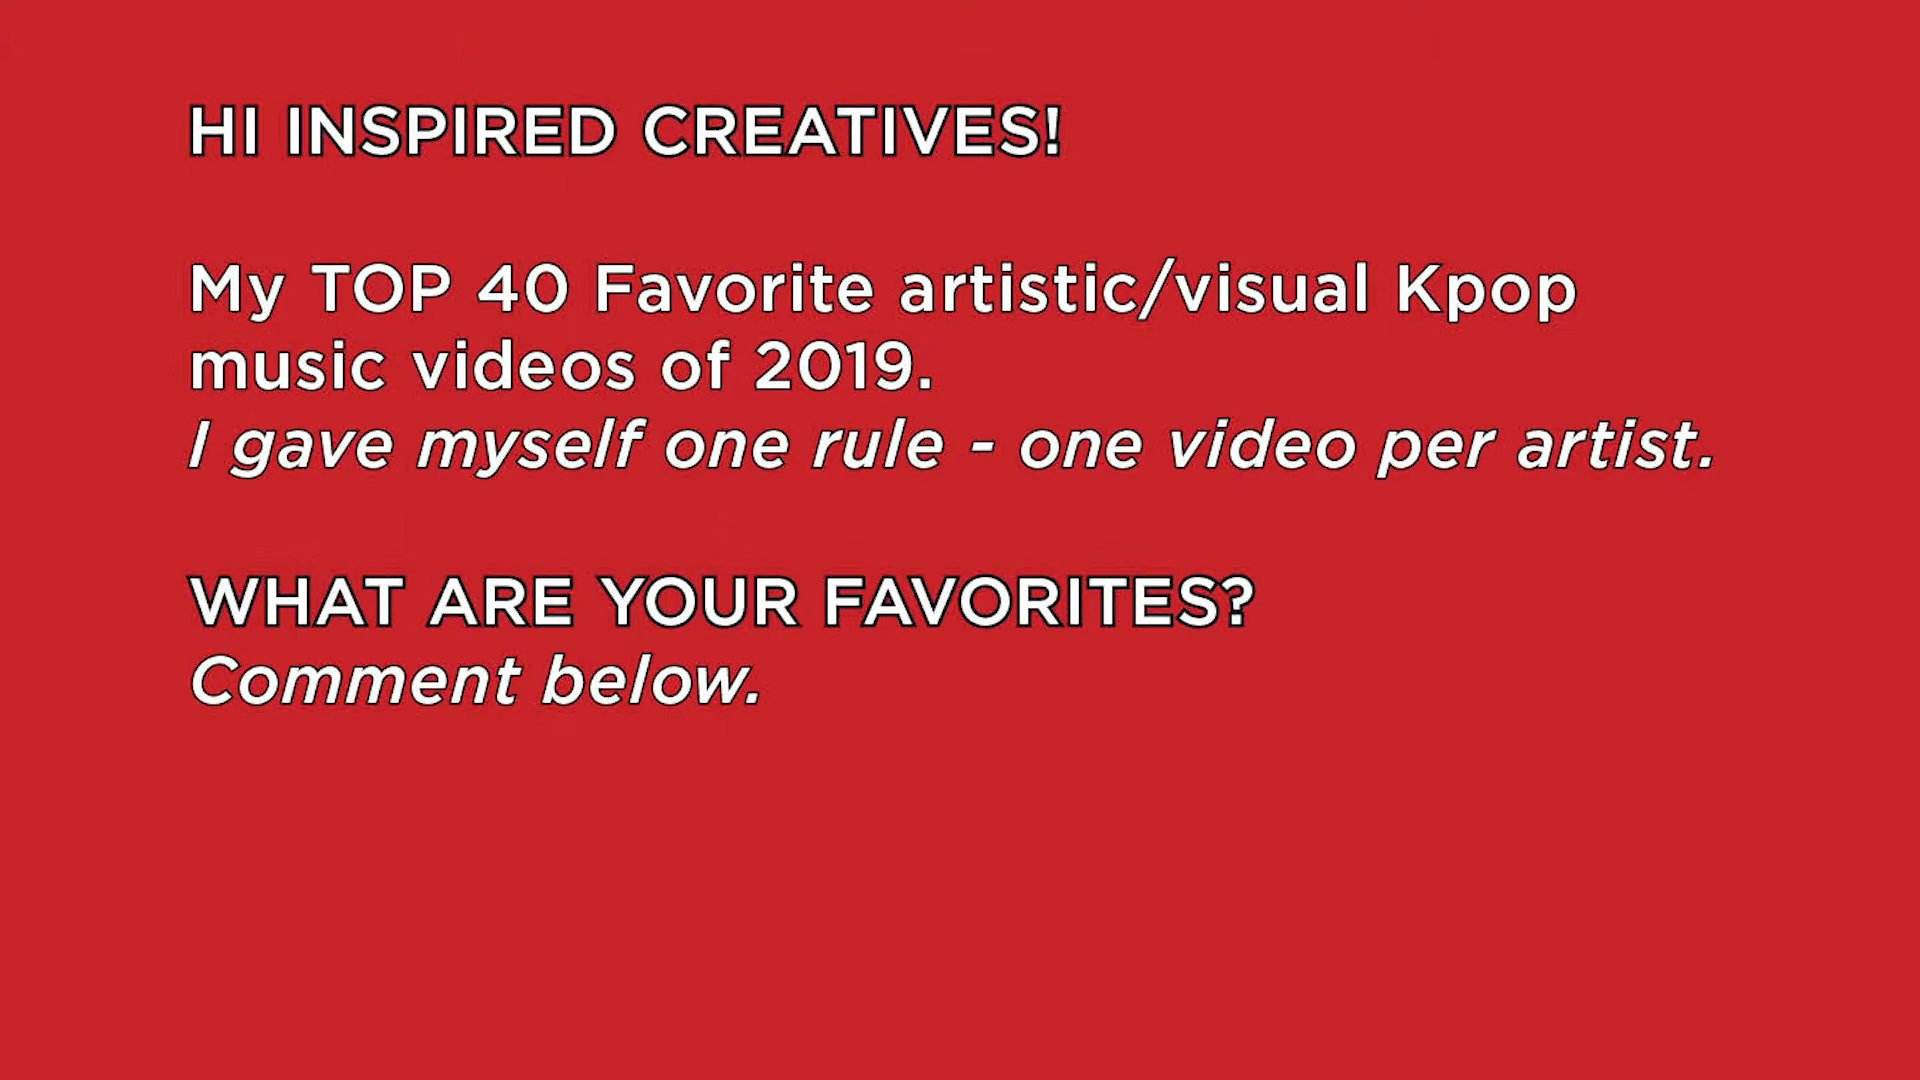 HI INSPIRED CREATIVES!
My TOP 40 Favorite artistic/visual Kpop
music videos of 2019.
I gave myself one rule - one video per artist.
WHAT ARE YOUR FAVORITES?
Comment below.